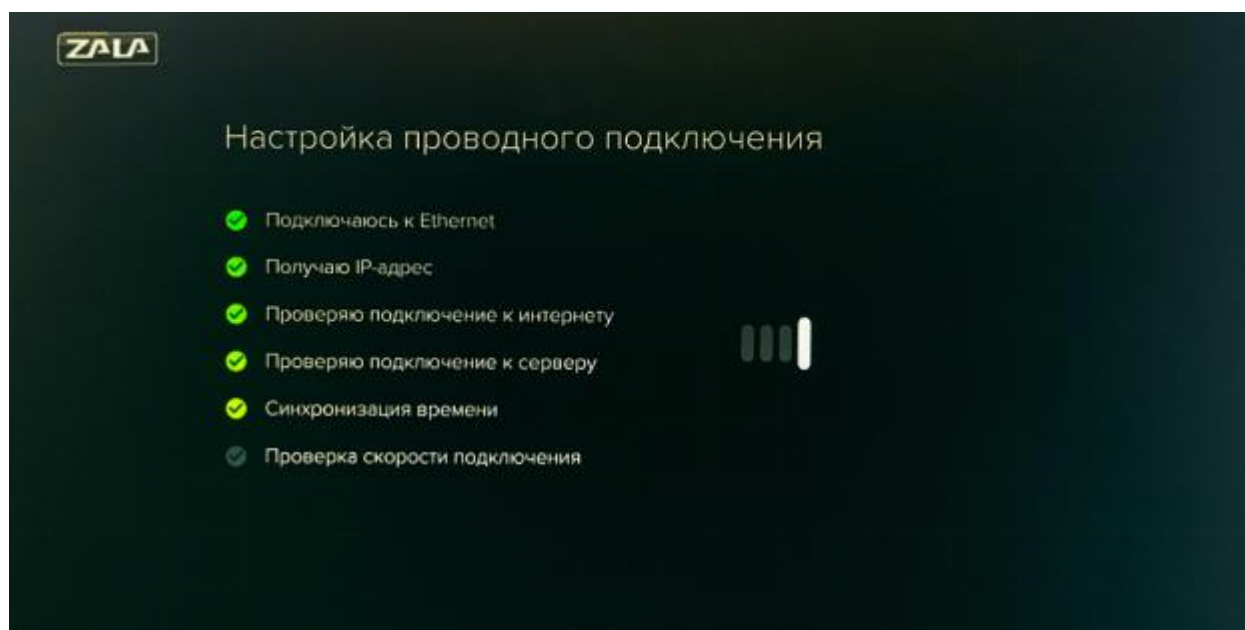 ZALA
Настройка проводного подключения
Подключаюсь к Ethernet
Получаю IP-адрес
Проверяю подключение к интернету
Проверяю подключение к серверу
Синхронизация времени
Проверка скорости подключения